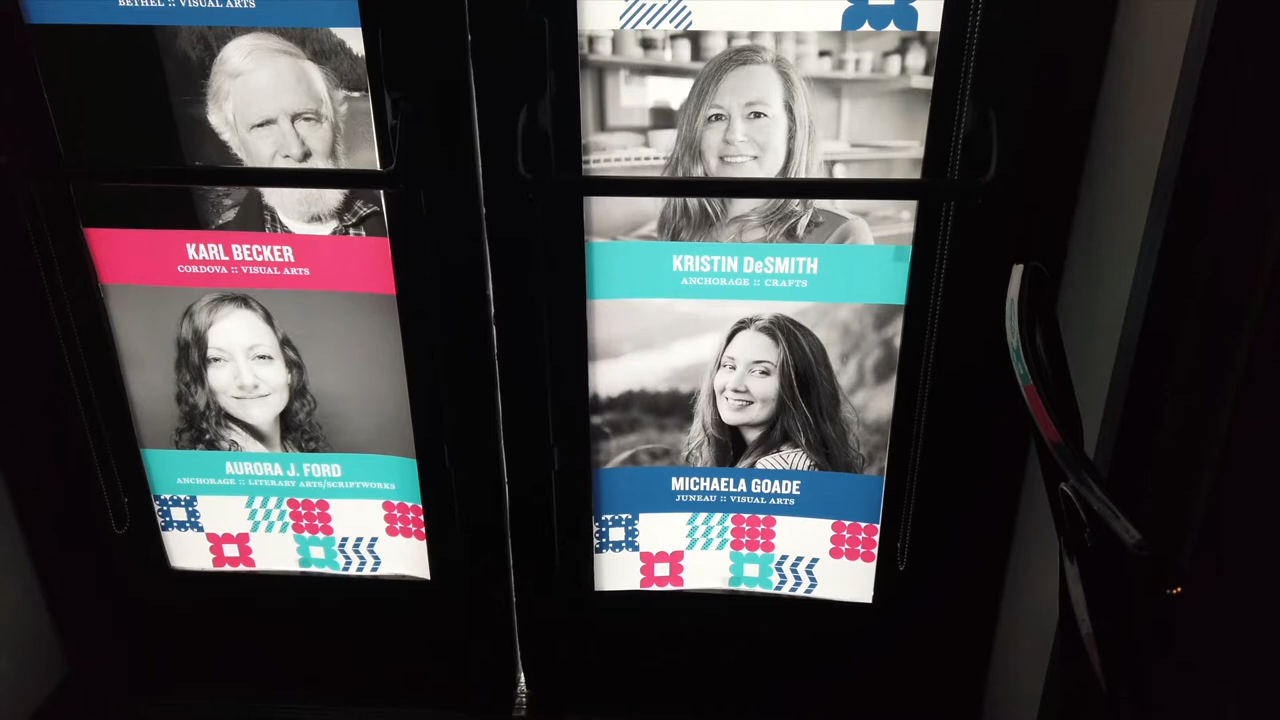 BETHEL :: VISUAL ARTS
KARL BECKER
CORDOVA :: VISUAL ARTS
AURORA J. FORD
ANCHORAGE :: LITERARY ARTS/SCRIPTWORKS
KRISTIN DeSMITH
ANCHORAGE :: CRAFTS
MICHAELA GOADE
JUNEAU :: VISUAL ARTS